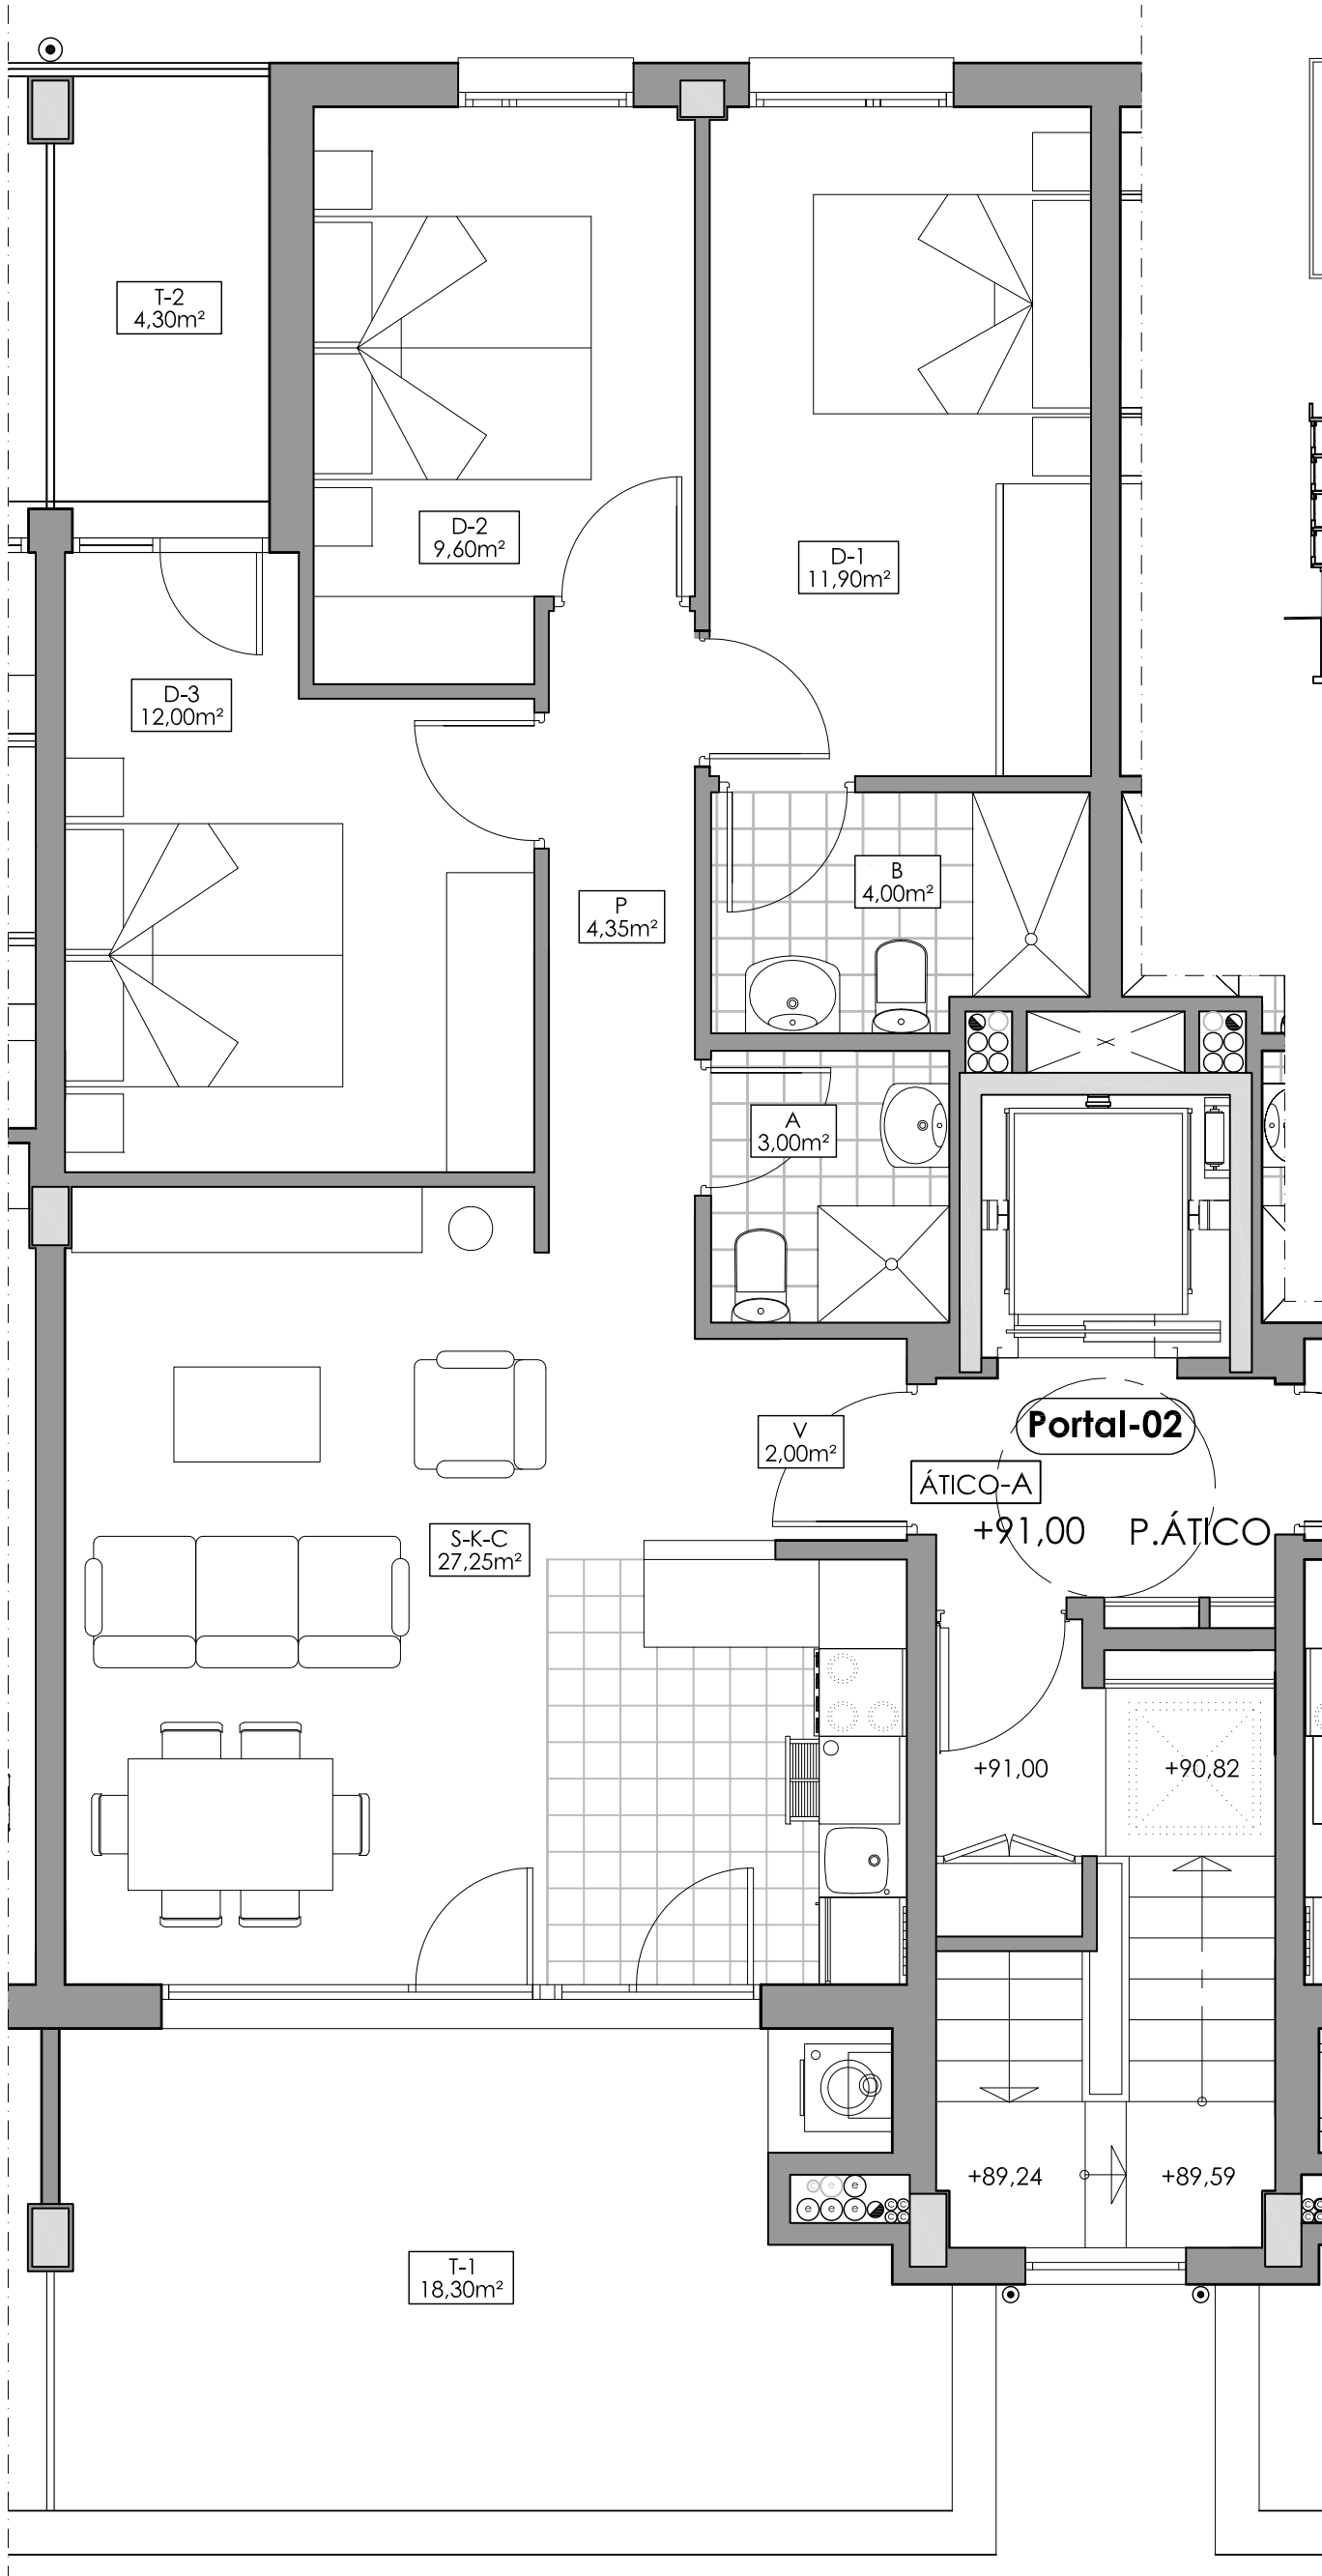 T-2
4,30m²
D-2
9,60m²
D-1
11,90m²
D-3
12,00m²
B
4,00m²
P
4,35m²
A
3,00m²
Portal-02
V
2,00m²
ÁTICO-A
+91,00 P.ÁTICO
S-K-C
27,25m²
+91,00
+90,82
+89,24
+89,59
T-1
18,30m²